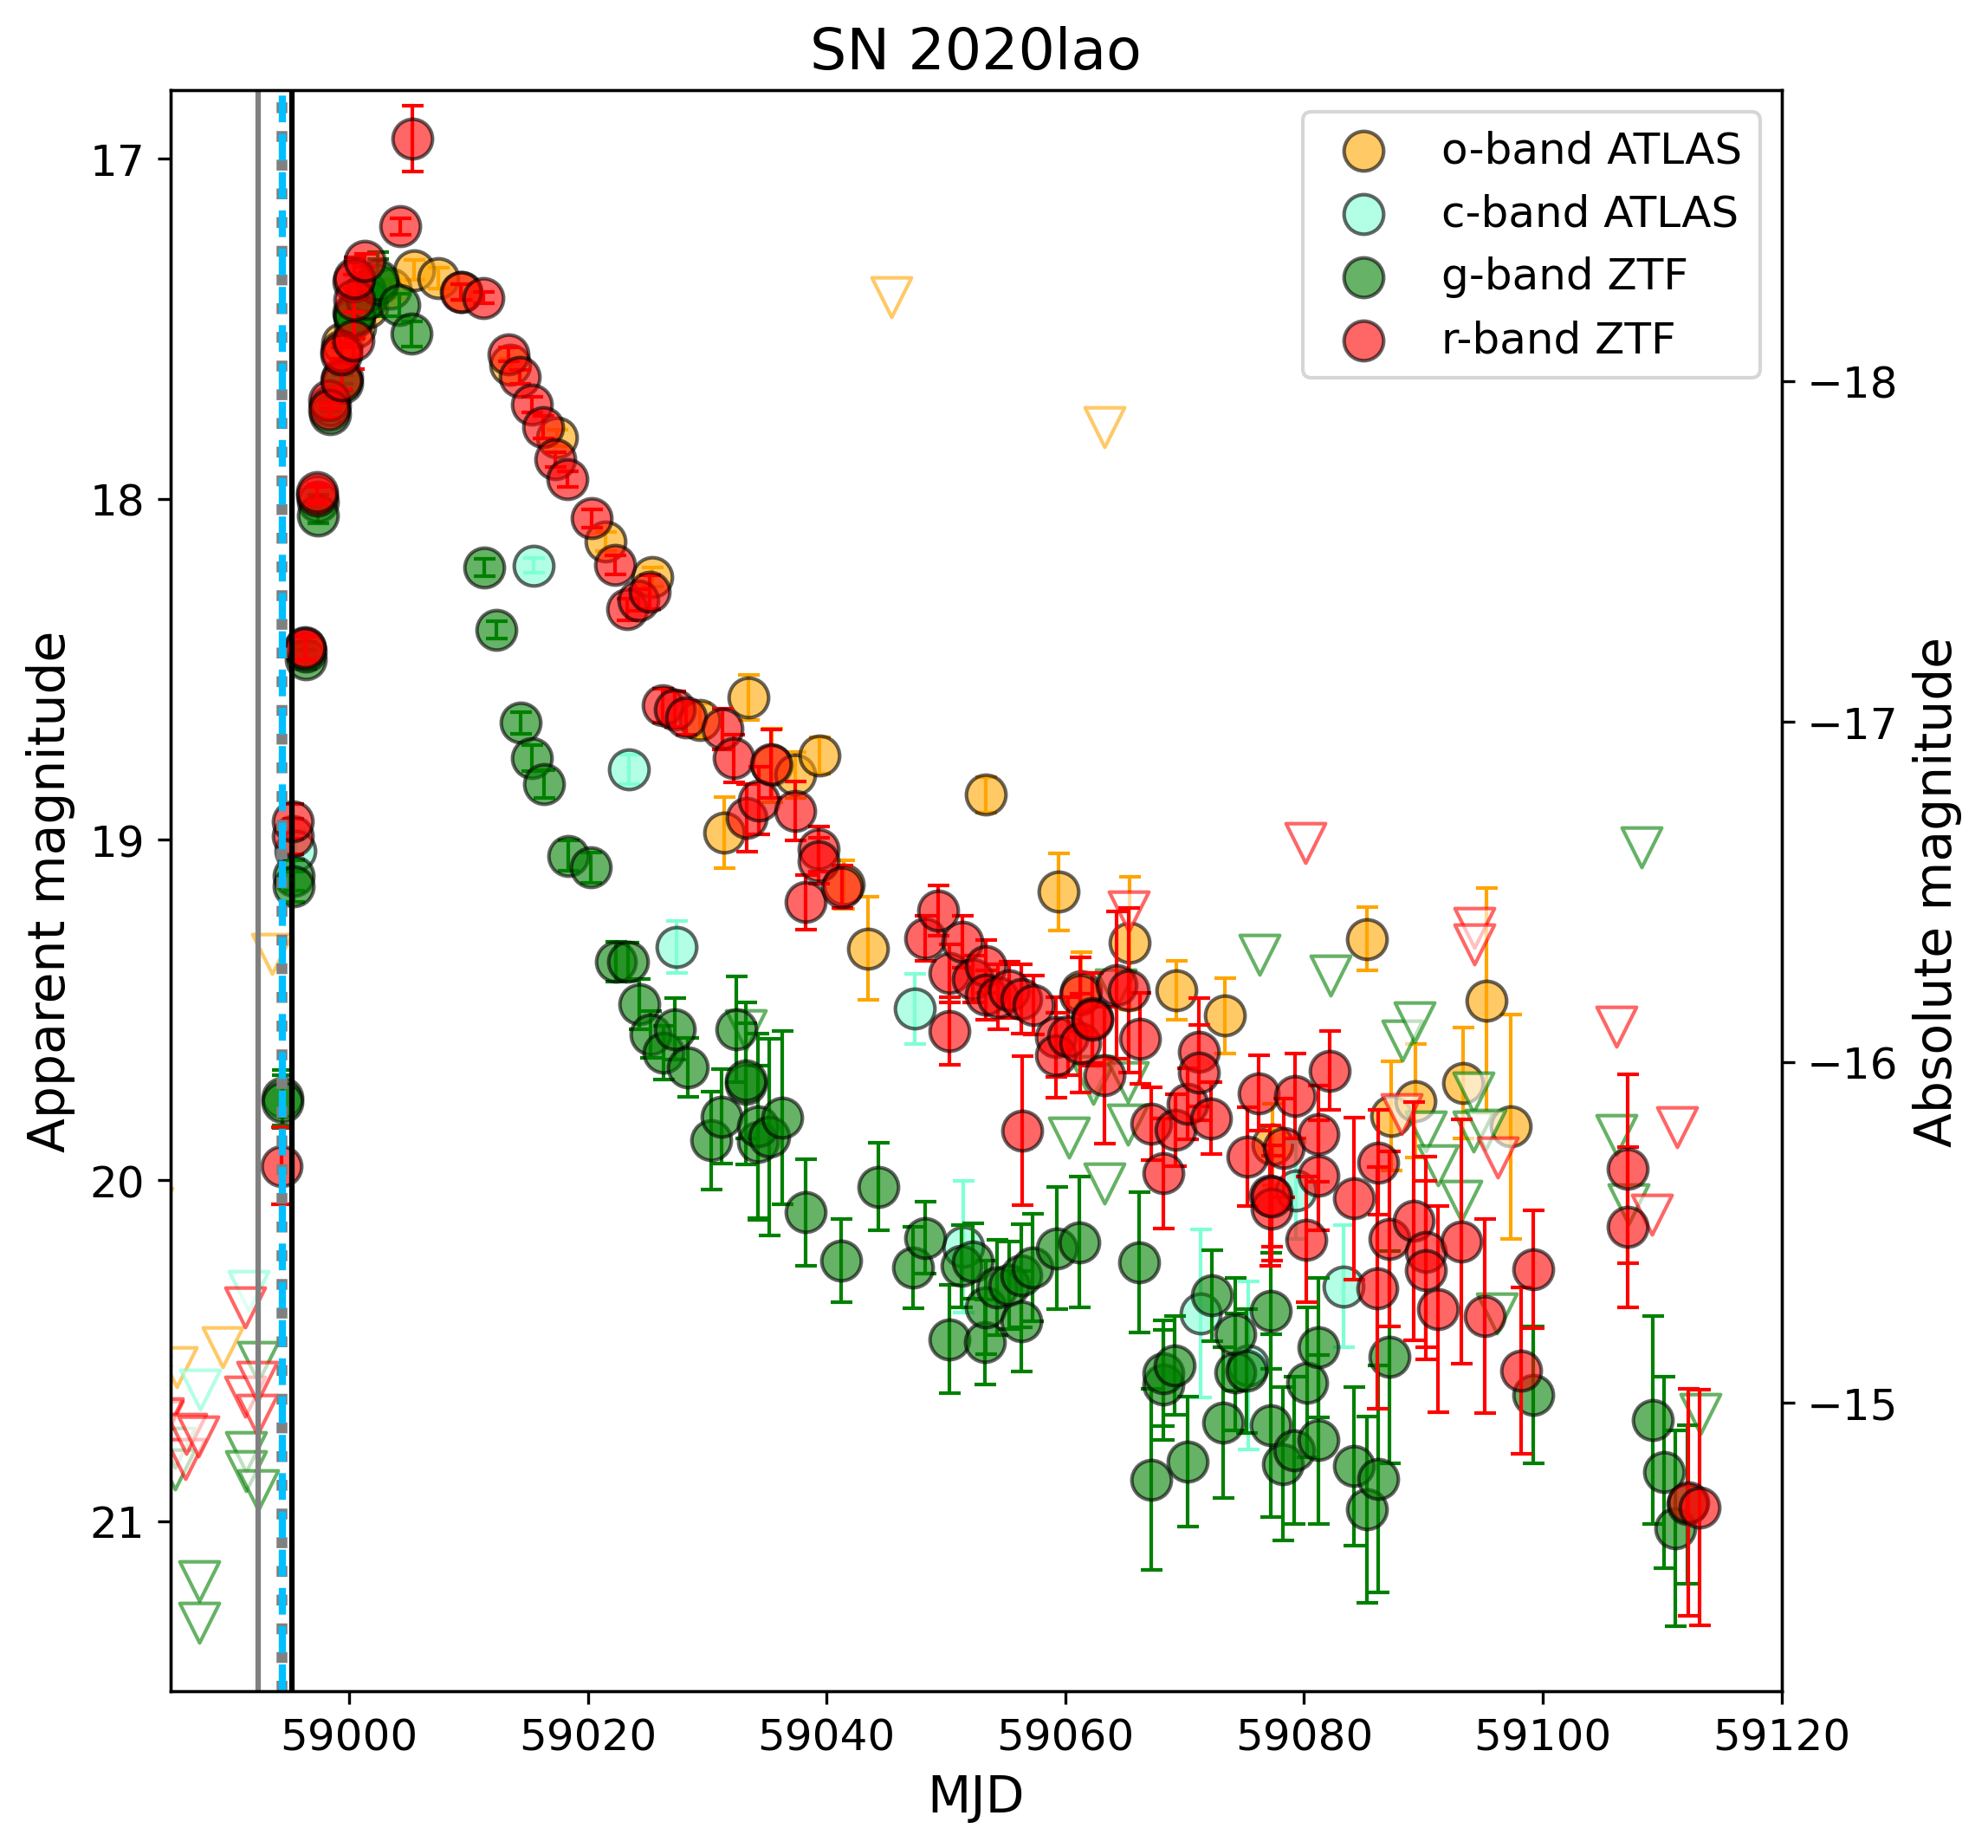 SN 2020lao
o-band ATLAS
c-band ATLAS
g-band ZTF
r-band ZTF
Apparent magnitude
17
18
19
20
21
Absolute magnitude
−18
−17
−16
−15
59000 59020 59040 59060 59080 59100 59120
MJD